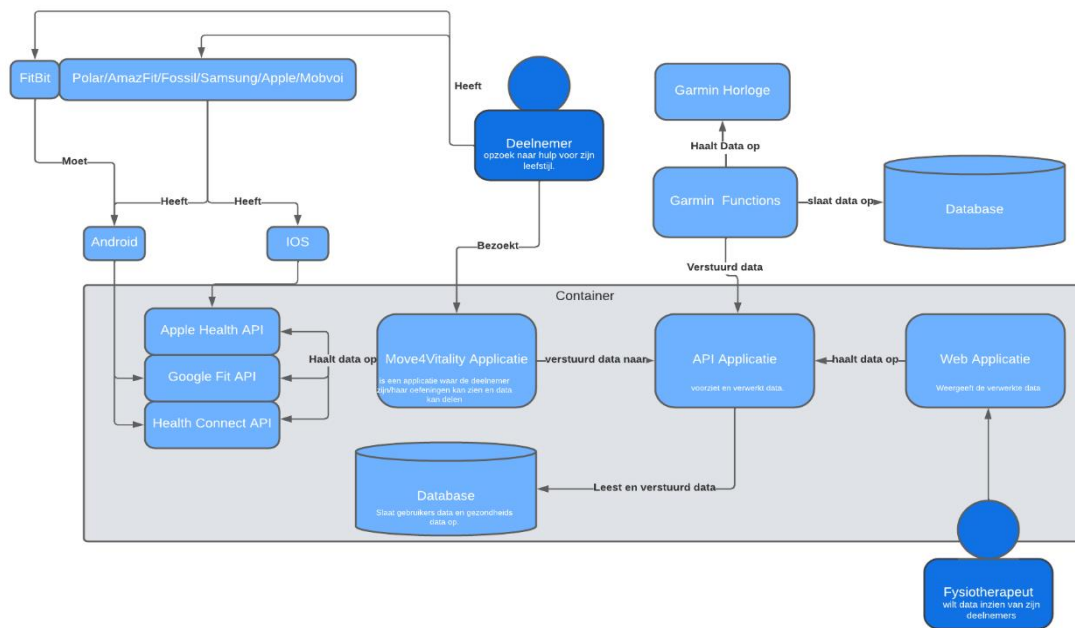 FitBit
Polar/AmazFit/Fossil/Samsung/Apple/Mobvoi
Heeft
Deelnemer
opzoek naar hulp voor zijn
leefstijl.
Garmin Horloge
Haalt Data op
Garmin Functions
slaat data op
Database
Moet
Heeft
Heeft
Android
IOS
Bezoekt
Verstuurd data
Container
Apple Health API
Google Fit API
Health Connect API
Haalt data op
Move4Vitality Applicatie
is een applicatie waar de deelnemer
zijn/haar oefeningen kan zien en data
kan delen
verstuurd data naar
API Applicatie
voorziet en verwerkt data.
haalt data op
Web Applicatie
Weergeeft de verwerkte data
Database
Slaat gebruikers data en gezondheids
data op.
Leest en verstuurd data
Fysiotherapeut
wilt data inzien van zijn
deelnemers